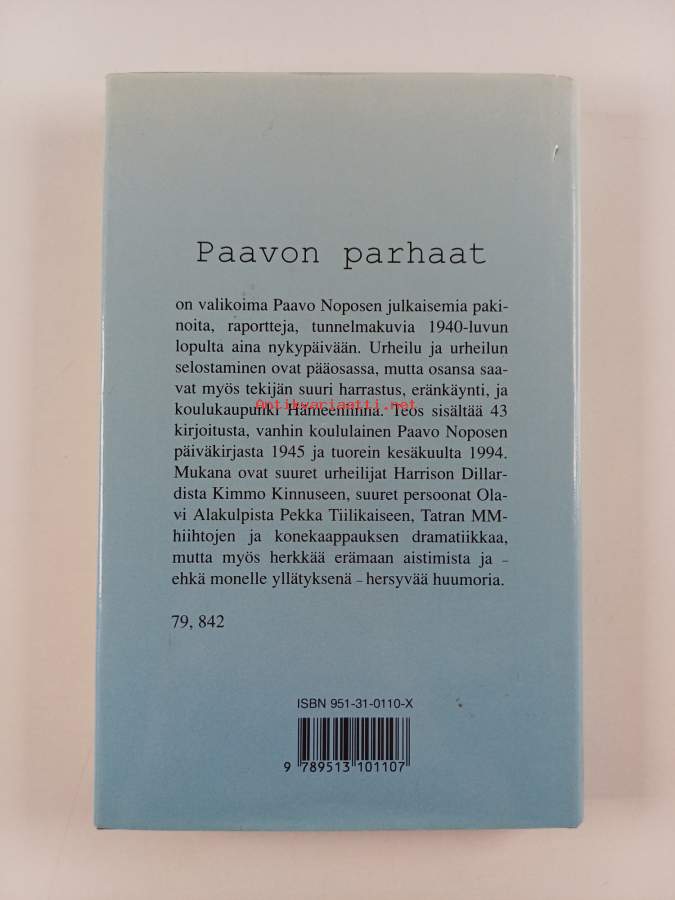 Paavon parhaat
on valikoima Paavo Noposen julkaisemia paki-
noita, raportteja, tunnelmakuvia 1940-luvun
lopulta aina nykypäivään. Urheilu ja urheilun
selostaminen ovat pääosassa, mutta osansa saa-
vat myös tekijän suuri harrastus, eränkäynti, ja
Antikvariaatti.net
koulukaupunki Hämeenlinna. Teos sisältää 43
kirjoitusta, vanhin koululainen Paavo Noposen
päiväkirjasta 1945 ja tuorein kesäkuulta 1994.
Mukana ovat suuret urheilijat Harrison Dillar-
dista Kimmo Kinnuseen, suuret persoonat Ola-
vi Alakulpista Pekka Tiilikaiseen, Tatran MM-
hiihtojen ja konekaappauksen dramatiikkaa,
mutta myös herkkää erämaan aistimista ja –
ehkä monelle yllätyksenä – hersyvää huumoria.
79, 842
ISBN 951-31-0110-X
9 789513 101107